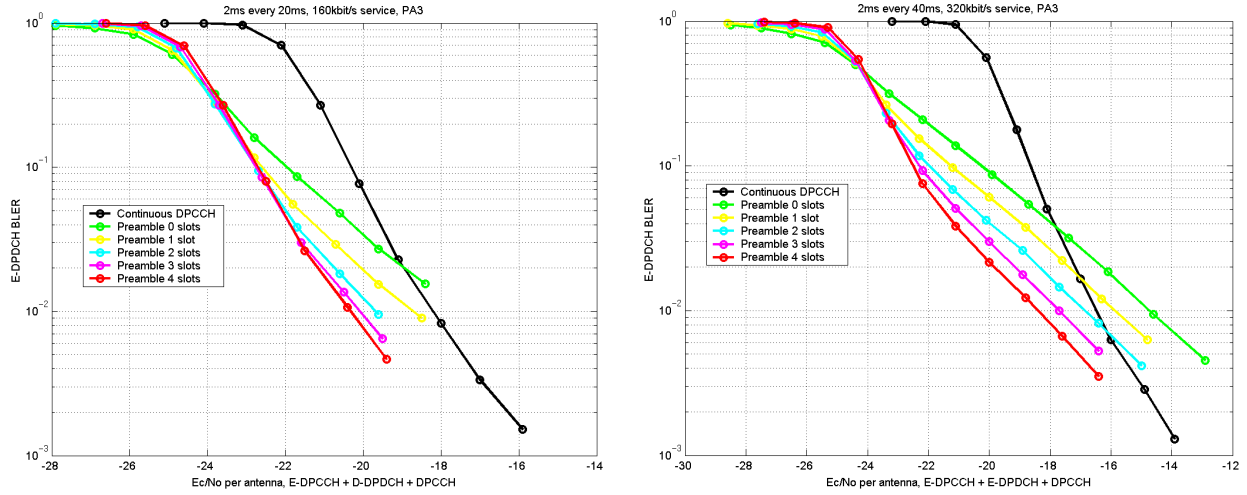 2ms every 20ms, 160kbit/s service, PA3
10^0
10^-1
10^-2
10^-3
E-DPDCH BLER
Continuous DPCCH
Preamble 0 slots
Preamble 1 slot
Preamble 2 slots
Preamble 3 slots
Preamble 4 slots
-28 -26 -24 -22 -20 -18 -16 -14
Ec/No per antenna, E-DPCCH + D-DPDCH + DPCCH
2ms every 40ms, 320kbit/s service, PA3
10^0
10^-1
10^-2
10^-3
E-DPDCH BLER
Continuous DPCCH
Preamble 0 slots
Preamble 1 slot
Preamble 2 slots
Preamble 3 slots
Preamble 4 slots
-30 -28 -26 -24 -22 -20 -18 -16 -14 -12
Ec/No per antenna, E-DPCCH + E-DPDCH + DPCCH